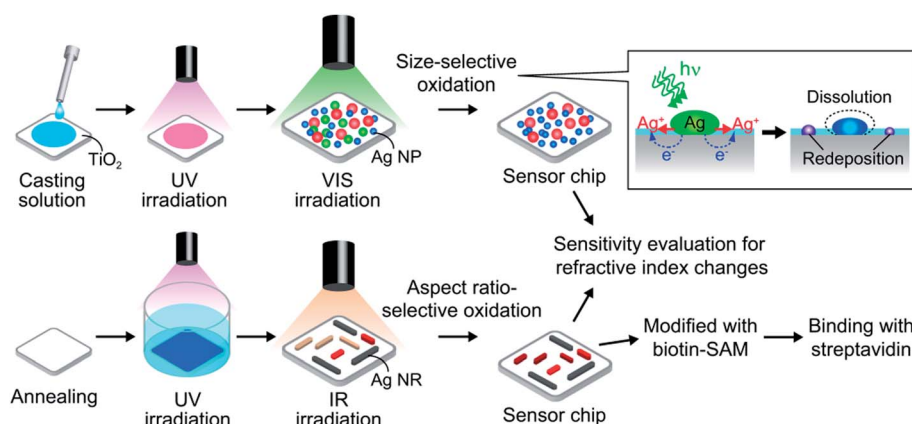 Casting
solution
TiO2
UV
irradiation
VIS
irradiation
Ag NP
Size-selective
oxidation
Sensor chip
hν
Ag+
Ag
Ag+
e-
e-
Dissolution
Redeposition
Sensitivity evaluation for
refractive index changes
Annealing
UV
irradiation
IR
irradiation
Ag NR
Aspect ratio-
selective oxidation
Sensor chip
Modified with
biotin-SAM
Binding with
streptavidin